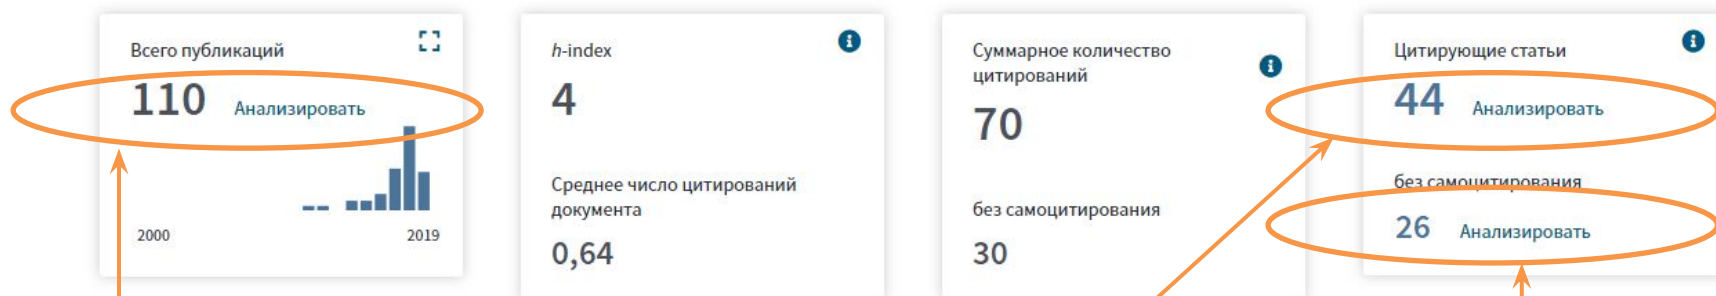 Всего публикаций
110 Анализировать
2000 2019
h-index
4
Среднее число цитирований
документа
0,64
Суммарное количество
цитирований
70
без самоцитирования
30
Цитирующие статьи
44 Анализировать
без самоцитирования
26 Анализировать